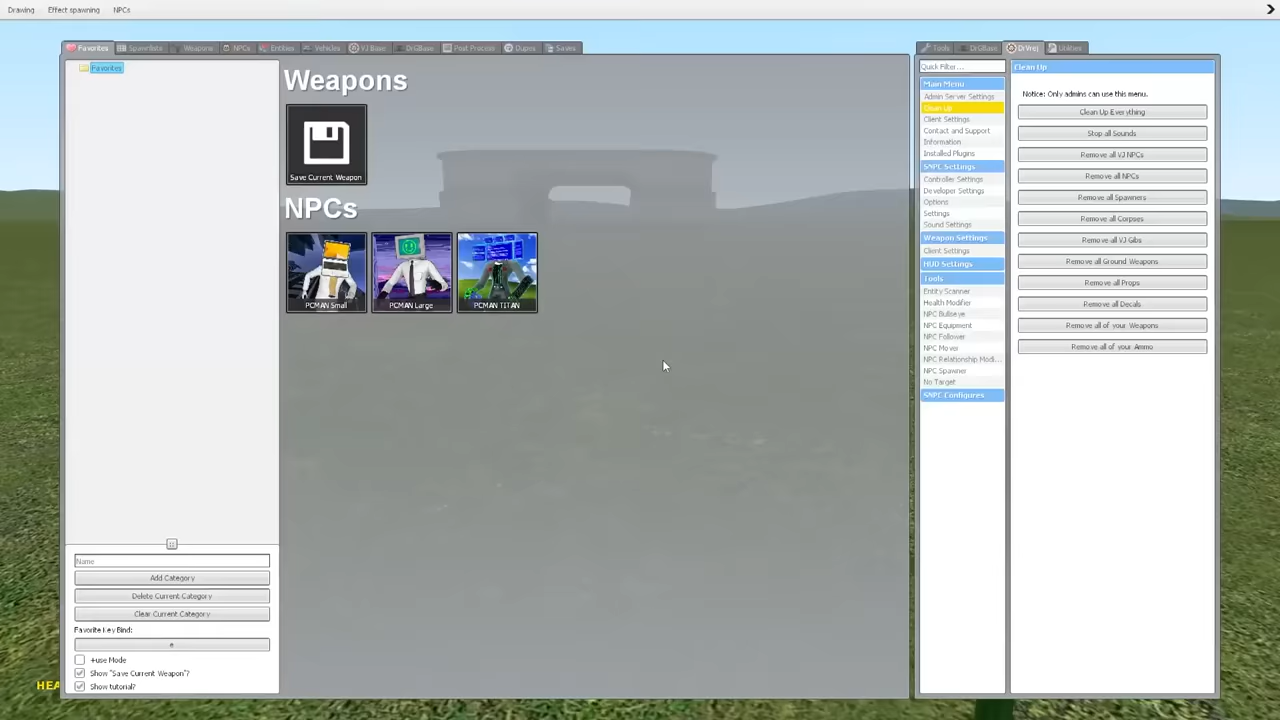 Drawing Effect spawning NPCs
Favorites Spawnlists Weapons NPCs Entities Vehicles VJ Base DrGBase Post Process Dupes Saves
Favorites
Weapons
Save Current Weapon
NPCs
PCMAN Small PCMAN Large PCMAN TITAN
Name
Add Category
Delete Current Category
Clear Current Category
Favorite Key Bind:
e
+use Mode
Show "Save Current Weapon"?
Show tutorial?
HEA
Tools DrGBase DrVrej Utilities
Quick Filter...
Main Menu
Admin Server Settings
Clean Up
Client Settings
Contact and Support
Information
Installed Plugins
SNPC Settings
Controller Settings
Developer Settings
Options
Settings
Sound Settings
Weapon Settings
Client Settings
HUD Settings
Tools
Entity Scanner
Health Modifier
NPC Bullseye
NPC Equipment
NPC Follower
NPC Mover
NPC Relationship Modi...
NPC Spawner
No Target
SNPC Configures
Clean Up
Notice: Only admins can use this menu.
Clean Up Everything
Stop all Sounds
Remove all VJ NPCs
Remove all NPCs
Remove all Spawners
Remove all Corpses
Remove all VJ Gibs
Remove all Ground Weapons
Remove all Props
Remove all Decals
Remove all of your Weapons
Remove all of your Ammo